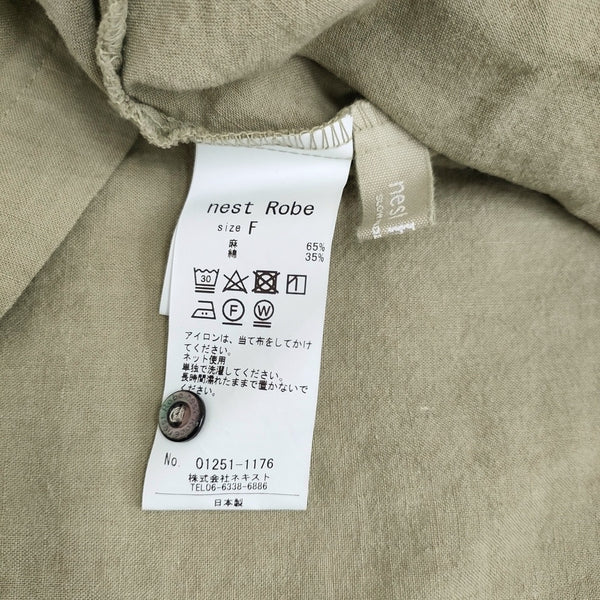 nest Robe
size F
麻 65%
綿 35%
30
F
W
アイロンは、当て布をしてかけ
てください。
ネット使用
単独で洗濯してください。
長時間濡れたままで置かないで
ください。
No. 01251-1176
株式会社ネキスト
TEL06-6338-6886
日本製
nest